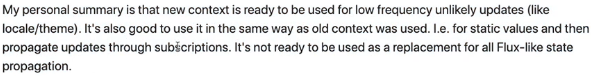 My personal summary is that new context is ready to be used for low frequency unlikely updates (like
locale/theme). It's also good to use it in the same way as old context was used. I.e. for static values and then
propagate updates through subscriptions. It's not ready to be used as a replacement for all Flux-like state
propagation.